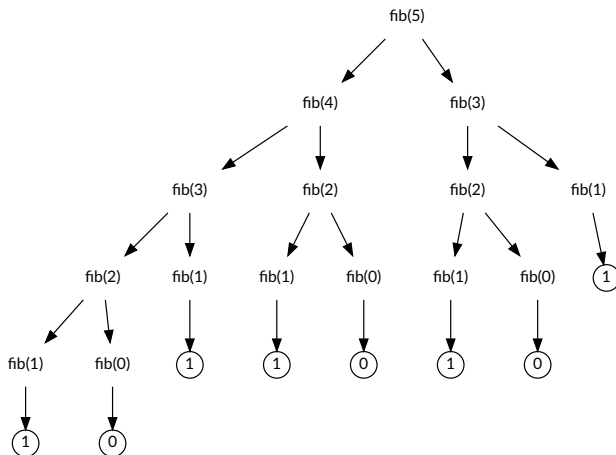 fib(5)
fib(4) fib(3)
fib(3) fib(2) fib(2) fib(1)
fib(2) fib(1) fib(1) fib(0) fib(1) fib(0) 1
fib(1) fib(0) 1 1 0 1 0
1 0